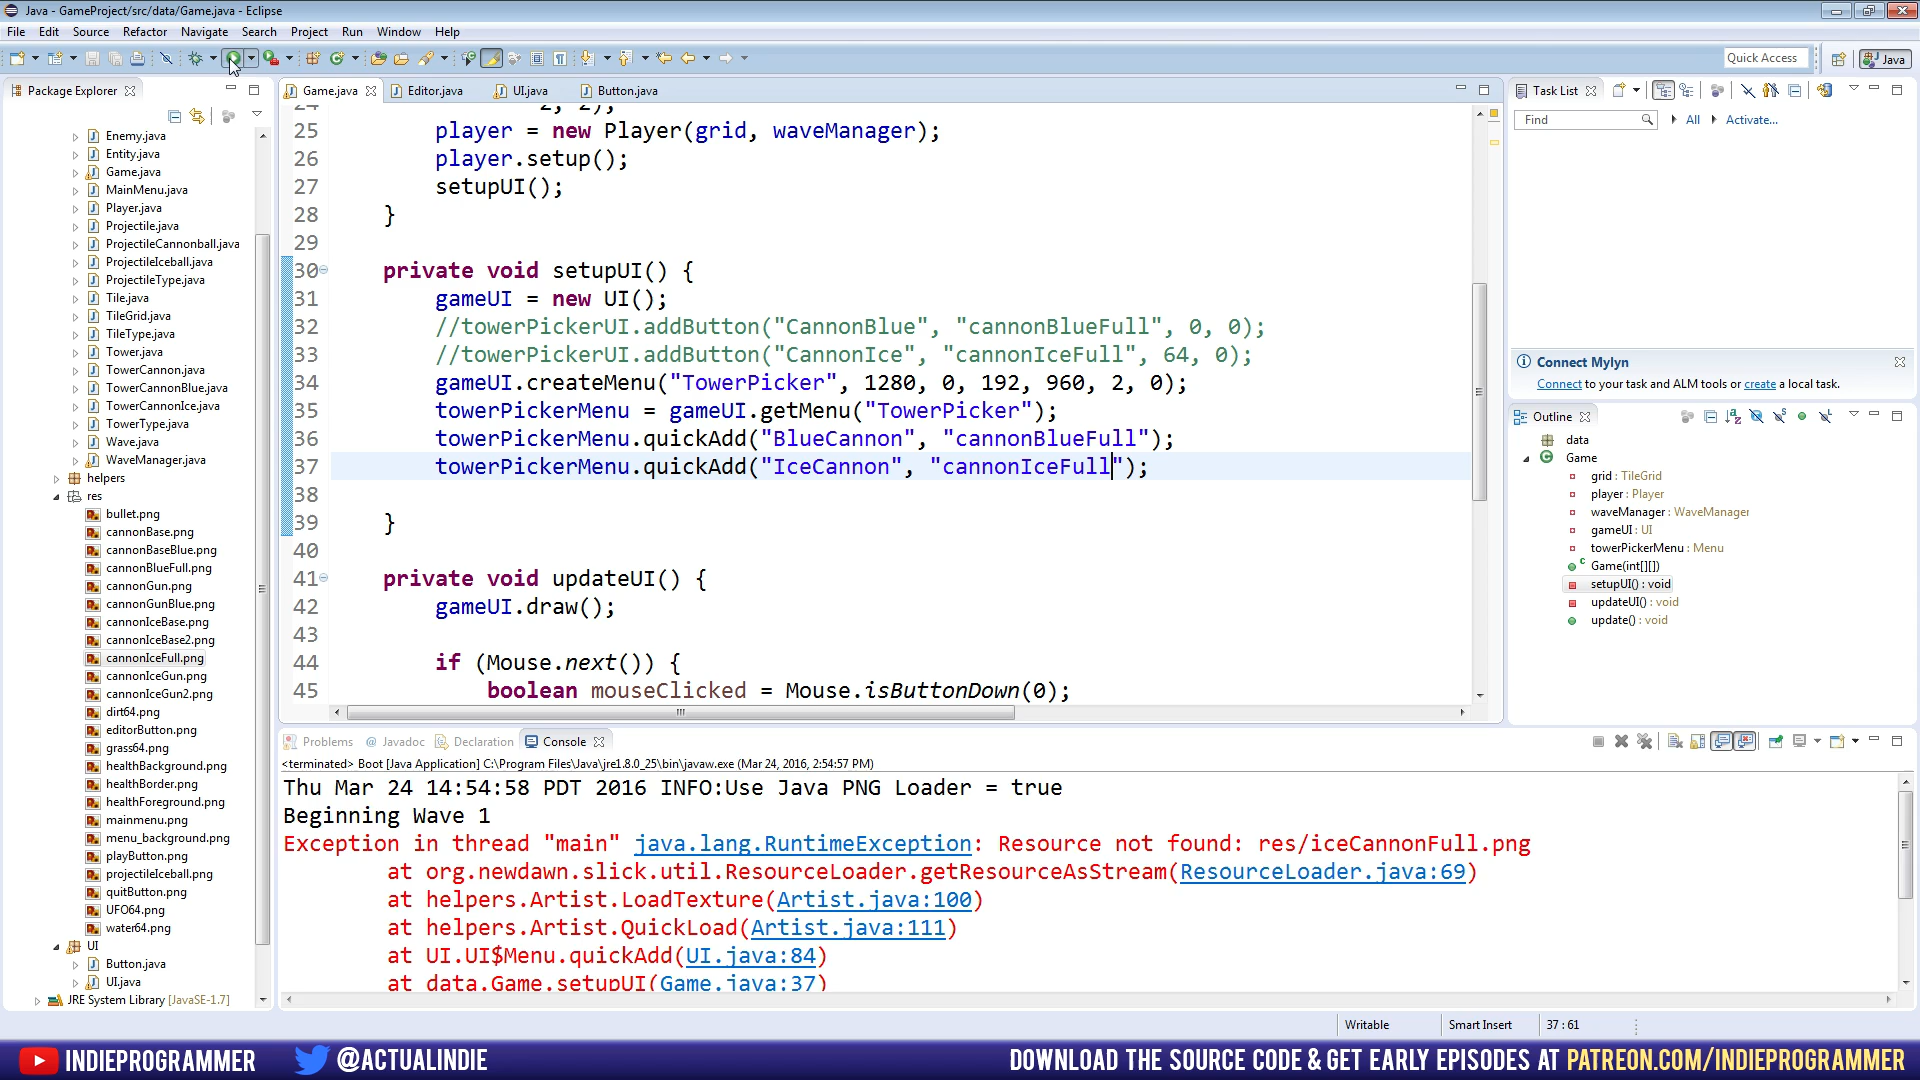 Java - GameProject/src/data/Game.java - Eclipse
File Edit Source Refactor Navigate Search Project Run Window Help
Quick Access Java
Package Explorer
Enemy.java
Entity.java
Game.java
MainMenu.java
Player.java
Projectile.java
ProjectileCannonball.java
ProjectileIceball.java
ProjectileType.java
Tile.java
TileGrid.java
TileType.java
Tower.java
TowerCannon.java
TowerCannonBlue.java
TowerCannonIce.java
TowerType.java
Wave.java
WaveManager.java
helpers
res
bullet.png
cannonBase.png
cannonBaseBlue.png
cannonBlueFull.png
cannonGun.png
cannonGunBlue.png
cannonIceBase.png
cannonIceBase2.png
cannonIceFull.png
cannonIceGun.png
cannonIceGun2.png
dirt64.png
editorButton.png
grass64.png
healthBackground.png
healthBorder.png
healthForeground.png
mainmenu.png
menu_background.png
playButton.png
projectileIceball.png
quitButton.png
UFO64.png
water64.png
UI
Button.java
UI.java
JRE System Library [JavaSE-1.7]
Game.java Editor.java UI.java Button.java
24 2, 2);
25 player = new Player(grid, waveManager);
26 player.setup();
27 setupUI();
28 }
29
30 private void setupUI() {
31 gameUI = new UI();
32 //towerPickerUI.addButton("CannonBlue", "cannonBlueFull", 0, 0);
33 //towerPickerUI.addButton("CannonIce", "cannonIceFull", 64, 0);
34 gameUI.createMenu("TowerPicker", 1280, 0, 192, 960, 2, 0);
35 towerPickerMenu = gameUI.getMenu("TowerPicker");
36 towerPickerMenu.quickAdd("BlueCannon", "cannonBlueFull");
37 towerPickerMenu.quickAdd("IceCannon", "cannonIceFull");
38
39 }
40
41 private void updateUI() {
42 gameUI.draw();
43
44 if (Mouse.next()) {
45 boolean mouseClicked = Mouse.isButtonDown(0);
Task List
Find All Activate...
Connect Mylyn
Connect to your task and ALM tools or create a local task.
Outline
data
Game
grid : TileGrid
player : Player
waveManager : WaveManager
gameUI : UI
towerPickerMenu : Menu
Game(int[][])
setupUI() : void
updateUI() : void
update() : void
Problems Javadoc Declaration Console
<terminated> Boot [Java Application] C:\Program Files\Java\jre1.8.0_25\bin\javaw.exe (Mar 24, 2016, 2:54:57 PM)
Thu Mar 24 14:54:58 PDT 2016 INFO:Use Java PNG Loader = true
Beginning Wave 1
Exception in thread "main" java.lang.RuntimeException: Resource not found: res/iceCannonFull.png
at org.newdawn.slick.util.ResourceLoader.getResourceAsStream(ResourceLoader.java:69)
at helpers.Artist.LoadTexture(Artist.java:100)
at helpers.Artist.QuickLoad(Artist.java:111)
at UI.UI$Menu.quickAdd(UI.java:84)
at data.Game.setupUI(Game.java:37)
Writable Smart Insert 37 : 61
INDIEPROGRAMMER @ACTUALINDIE DOWNLOAD THE SOURCE CODE & GET EARLY EPISODES AT PATREON.COM/INDIEPROGRAMMER